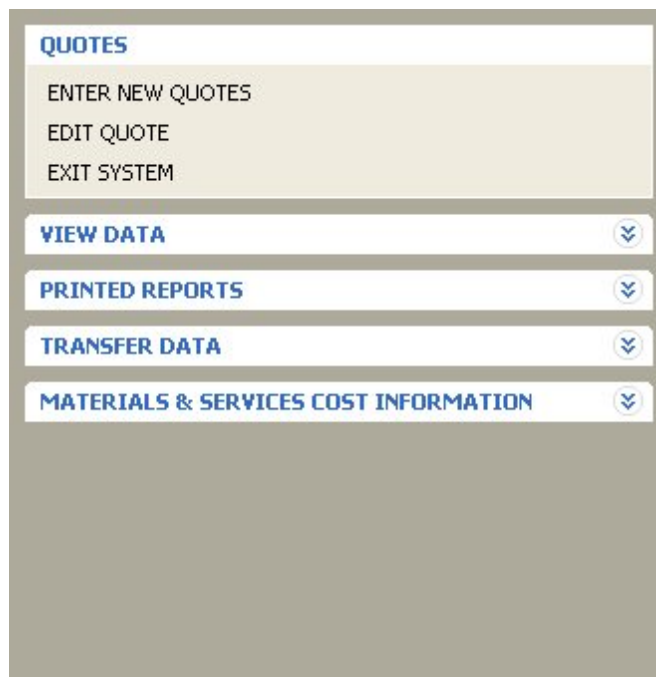 QUOTES
ENTER NEW QUOTES
EDIT QUOTE
EXIT SYSTEM
VIEW DATA
PRINTED REPORTS
TRANSFER DATA
MATERIALS & SERVICES COST INFORMATION